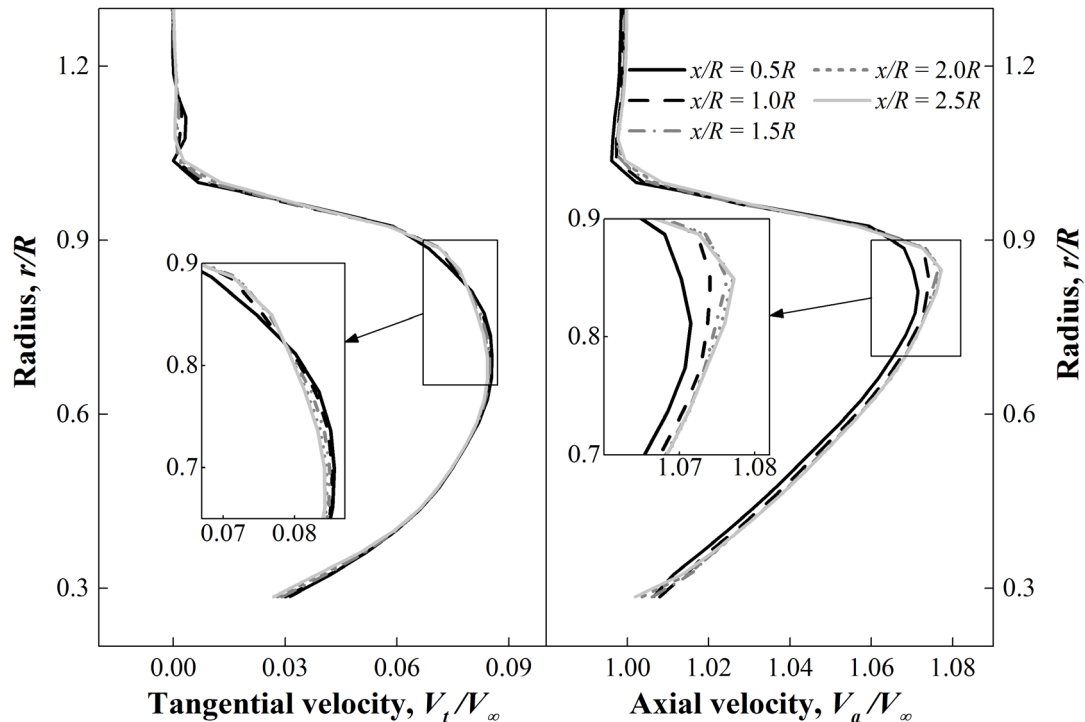 1.2
0.9
0.6
0.3
Radius, r/R
0.9
0.8
0.7
0.07 0.08
0.00 0.03 0.06 0.09
Tangential velocity, Vₜ/V∞
x/R = 0.5R x/R = 2.0R
x/R = 1.0R x/R = 2.5R
x/R = 1.5R
0.9
0.8
0.7
1.07 1.08
1.00 1.02 1.04 1.06 1.08
Axial velocity, Vₐ/V∞
1.2
0.9
0.6
0.3
Radius, r/R